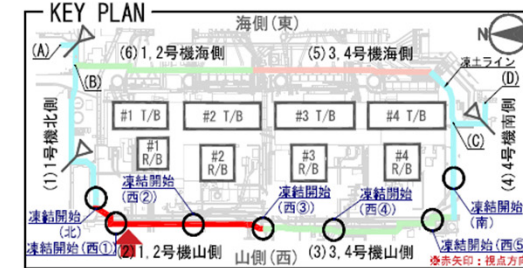 KEY PLAN
海側(東)
N
(A)
(6)1,2号機海側
(5)3,4号機海側
凍土ライン
(B)
(D)
#1 T/B
#2 T/B
#3 T/B
#4 T/B
(C)
(1)1号機北側
#1
R/B
#2
R/B
#3
R/B
#4
R/B
(4)4号機南側
凍結開始
(西②)
凍結開始
(西③)
凍結開始
(西④)
凍結開始
(北)
凍結開始
(南)
凍結開始(西①)
凍結開始(西⑤)
(2)1,2号機山側
山側(西)
(3)3,4号機山側
※赤矢印:視点方向